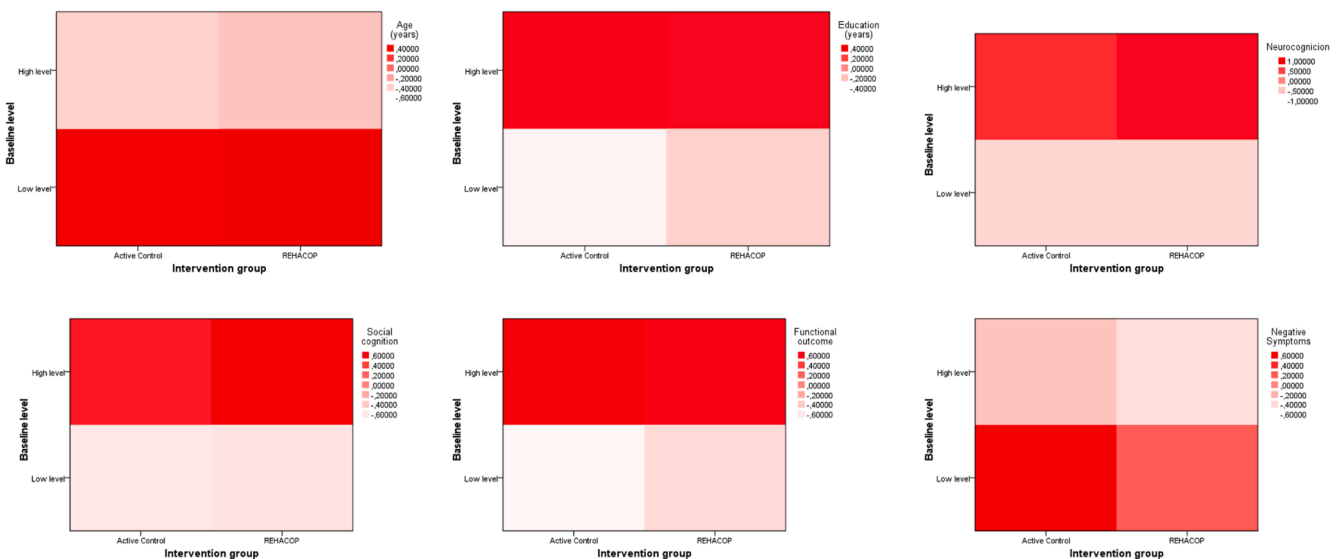 Age
(years)
,40000
,20000
,00000
-,20000
-,40000
-,60000
High level
Baseline level
Low level
Active Control
REHACOP
Intervention group
Education
(years)
,40000
,20000
,00000
-,20000
-,40000
High level
Baseline level
Low level
Active Control
REHACOP
Intervention group
Neurocognicion
1,00000
,50000
,00000
-,50000
-1,00000
High level
Baseline level
Low level
Active Control
REHACOP
Intervention group
Social
cognition
,60000
,40000
,20000
,00000
-,20000
-,40000
-,60000
High level
Baseline level
Low level
Active Control
REHACOP
Intervention group
Functional
outcome
,60000
,40000
,20000
,00000
-,20000
-,40000
-,60000
High level
Baseline level
Low level
Active Control
REHACOP
Intervention group
Negative
Symptoms
,60000
,40000
,20000
,00000
-,20000
-,40000
-,60000
High level
Baseline level
Low level
Active Control
REHACOP
Intervention group